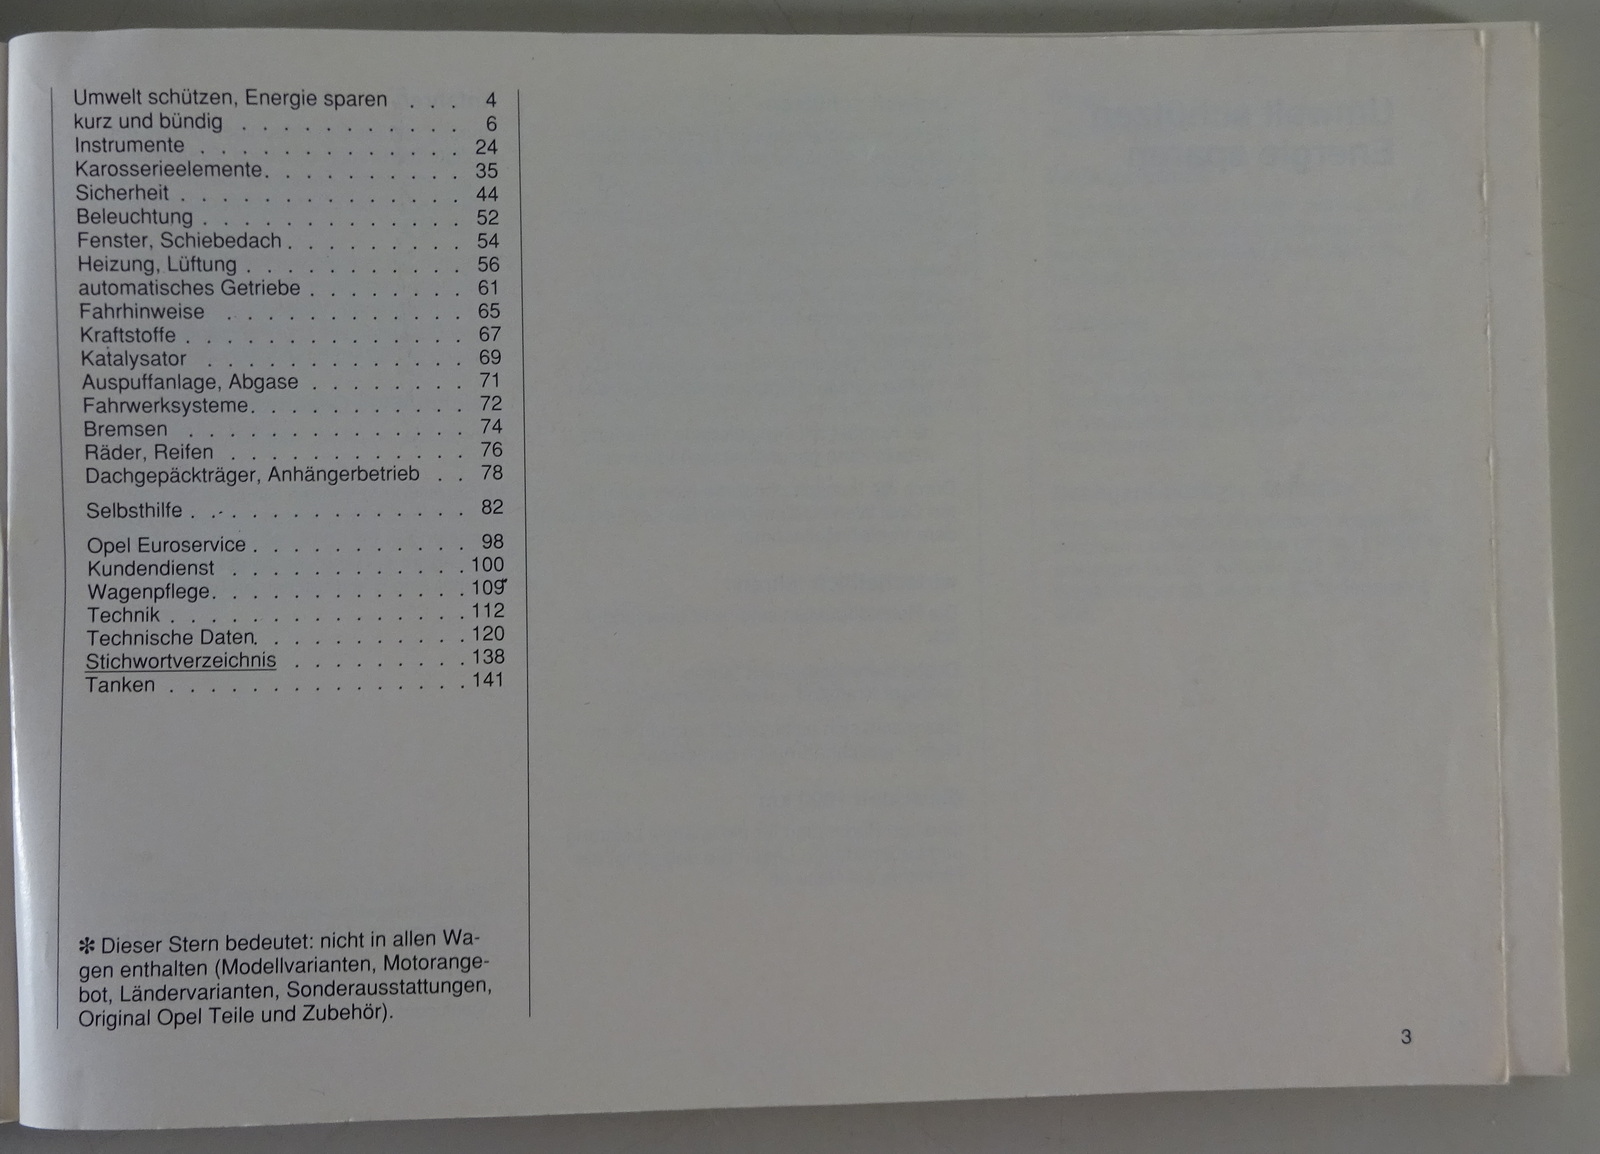 Umwelt schützen, Energie sparen . . . 4
kurz und bündig . . . . . . . . . . . 6
Instrumente . . . . . . . . . . . . . 24
Karosserieelemente. . . . . . . . . . 35
Sicherheit . . . . . . . . . . . . . . 44
Beleuchtung . . . . . . . . . . . . . 52
Fenster, Schiebedach . . . . . . . . . 54
Heizung, Lüftung . . . . . . . . . . . 56
automatisches Getriebe . . . . . . . . 61
Fahrhinweise . . . . . . . . . . . . 65
Kraftstoffe . . . . . . . . . . . . . . 67
Katalysator . . . . . . . . . . . . . 69
Auspuffanlage, Abgase . . . . . . . . 71
Fahrwerksysteme. . . . . . . . . . . 72
Bremsen . . . . . . . . . . . . . . 74
Räder, Reifen . . . . . . . . . . . . 76
Dachgepäckträger, Anhängerbetrieb . . 78
Selbsthilfe . . . . . . . . . . . . . . 82
Opel Euroservice . . . . . . . . . . . 98
Kundendienst . . . . . . . . . . . . 100
Wagenpflege. . . . . . . . . . . . . 109
Technik . . . . . . . . . . . . . . . 112
Technische Daten. . . . . . . . . . . 120
Stichwortverzeichnis . . . . . . . . . 138
Tanken . . . . . . . . . . . . . . . 141
✻ Dieser Stern bedeutet: nicht in allen Wa-
gen enthalten (Modellvarianten, Motorange-
bot, Ländervarianten, Sonderausstattungen,
Original Opel Teile und Zubehör).
3